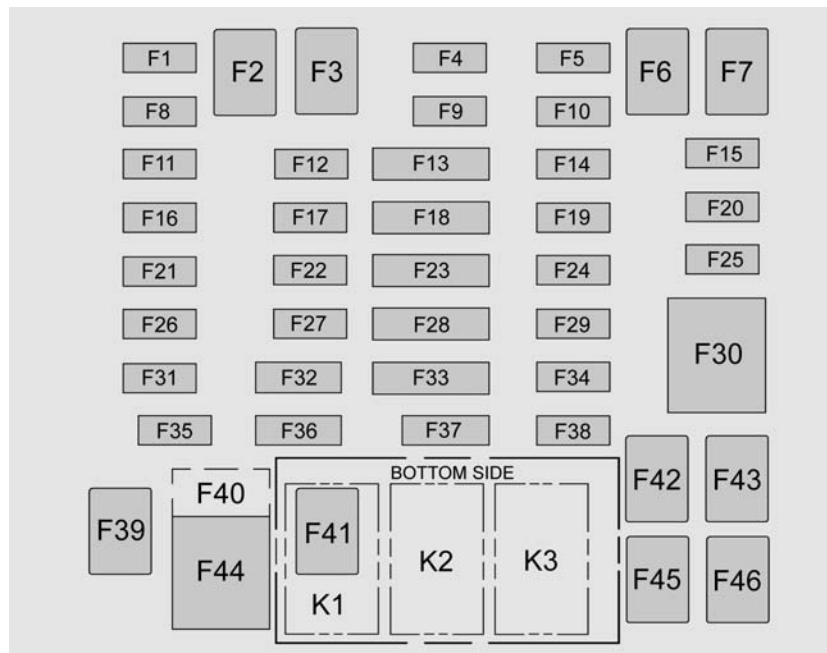 F1 F2 F3 F4 F5 F6 F7
F8 F9 F10
F11 F12 F13 F14 F15
F16 F17 F18 F19 F20
F21 F22 F23 F24 F25
F26 F27 F28 F29 F30
F31 F32 F33 F34
F35 F36 F37 F38
BOTTOM SIDE
F39 F40 F41 F42 F43
F44 K1 K2 K3 F45 F46